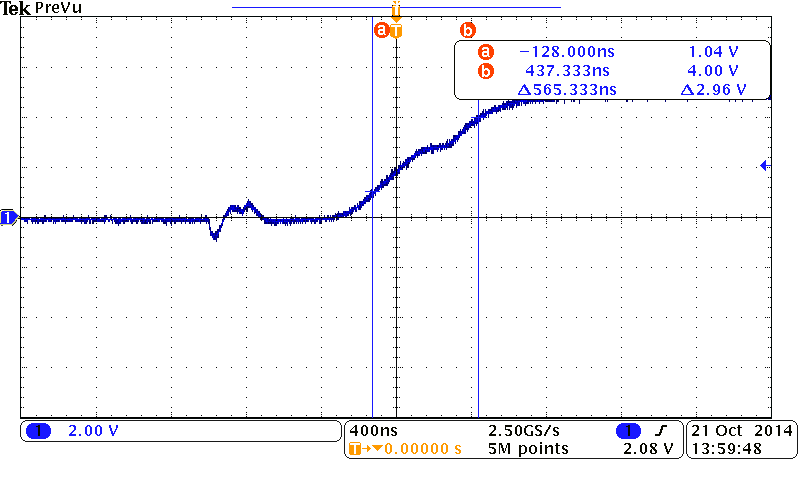 Tek PreVu
T
a T b
a −128.000ns 1.04 V
b 437.333ns 4.00 V
Δ565.333ns Δ2.96 V
1
1 2.00 V
400ns 2.50GS/s 1 21 Oct 2014
T→▼0.00000 s 5M points 2.08 V 13:59:48